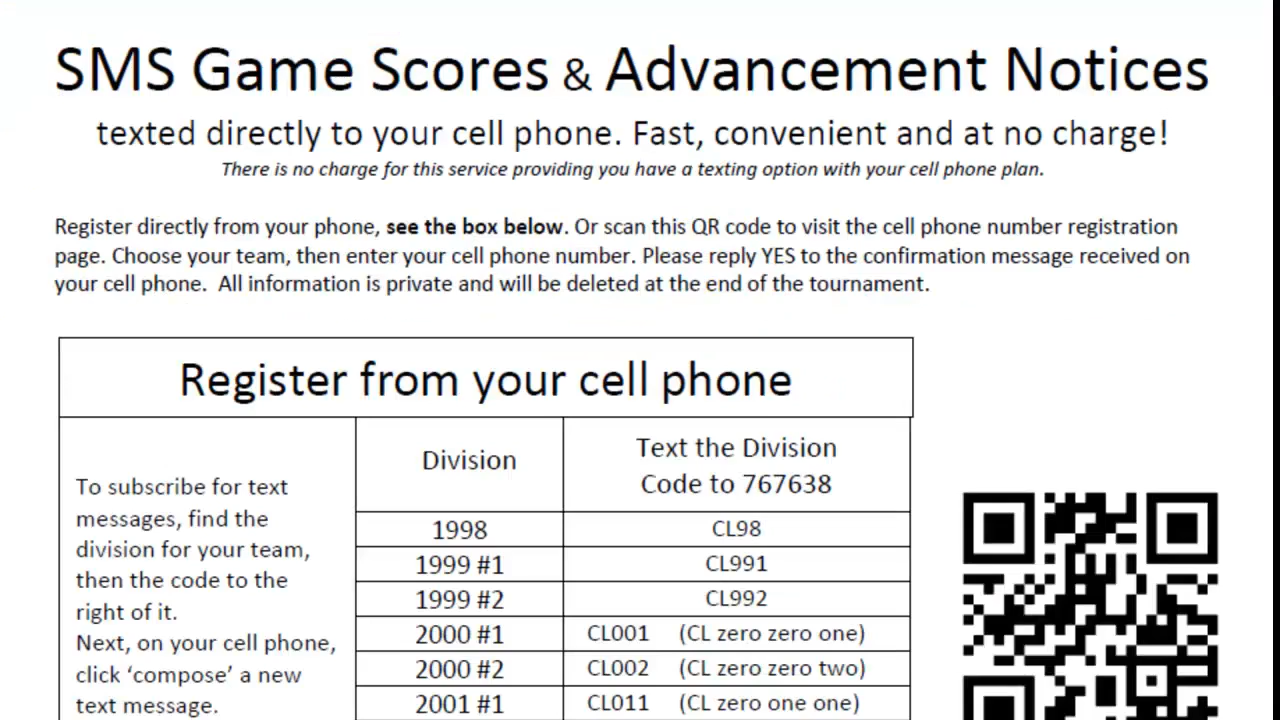 SMS Game Scores & Advancement Notices
texted directly to your cell phone. Fast, convenient and at no charge!
There is no charge for this service providing you have a texting option with your cell phone plan.
Register directly from your phone, see the box below. Or scan this QR code to visit the cell phone number registration
page. Choose your team, then enter your cell phone number. Please reply YES to the confirmation message received on
your cell phone.  All information is private and will be deleted at the end of the tournament.
Register from your cell phone
To subscribe for text
messages, find the
division for your team,
then the code to the
right of it.
Next, on your cell phone,
click ‘compose’ a new
text message.
Division
Text the Division
Code to 767638
1998 CL98
1999 #1 CL991
1999 #2 CL992
2000 #1 CL001 (CL zero zero one)
2000 #2 CL002 (CL zero zero two)
2001 #1 CL011 (CL zero one one)